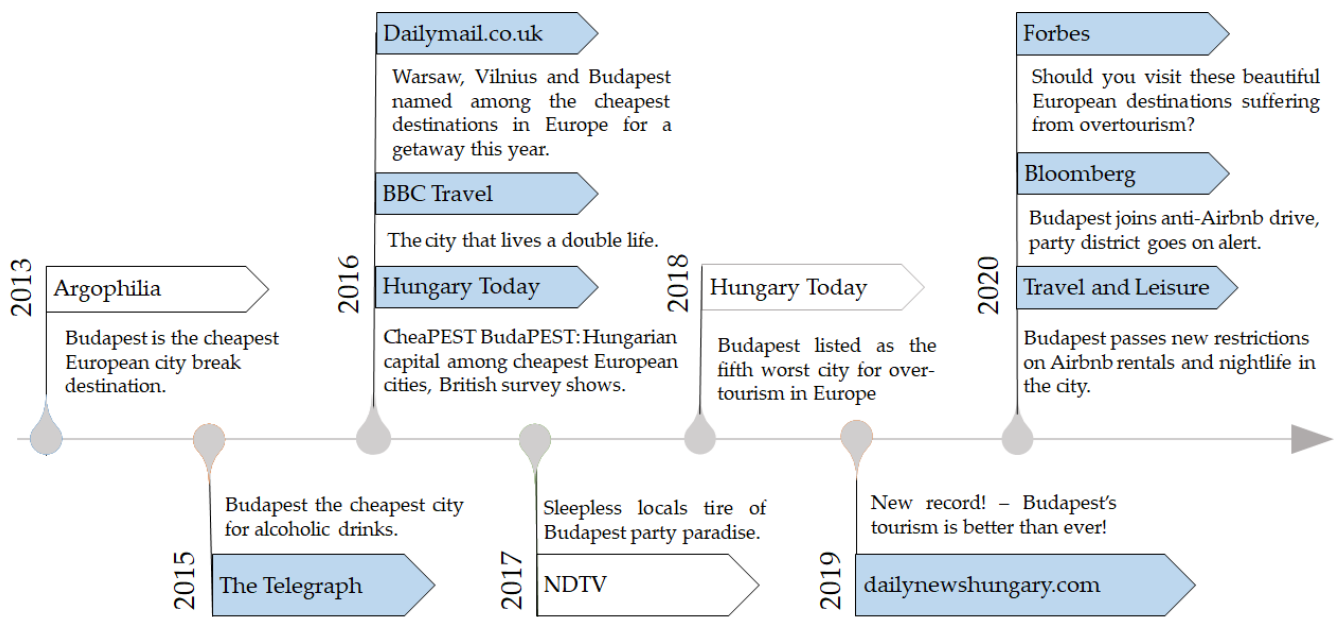 2013
Argophilia
Budapest is the cheapest
European city break
destination.
2015
Budapest the cheapest city
for alcoholic drinks.
The Telegraph
2016
Dailymail.co.uk
Warsaw, Vilnius and Budapest
named among the cheapest
destinations in Europe for a
getaway this year.
BBC Travel
The city that lives a double life.
Hungary Today
CheaPEST BudaPEST: Hungarian
capital among cheapest European
cities, British survey shows.
2017
Sleepless locals tire of
Budapest party paradise.
NDTV
2018
Hungary Today
Budapest listed as the
fifth worst city for over-
tourism in Europe
2019
New record! – Budapest's
tourism is better than ever!
dailynewshungary.com
2020
Forbes
Should you visit these beautiful
European destinations suffering
from overtourism?
Bloomberg
Budapest joins anti-Airbnb drive,
party district goes on alert.
Travel and Leisure
Budapest passes new restrictions
on Airbnb rentals and nightlife in
the city.